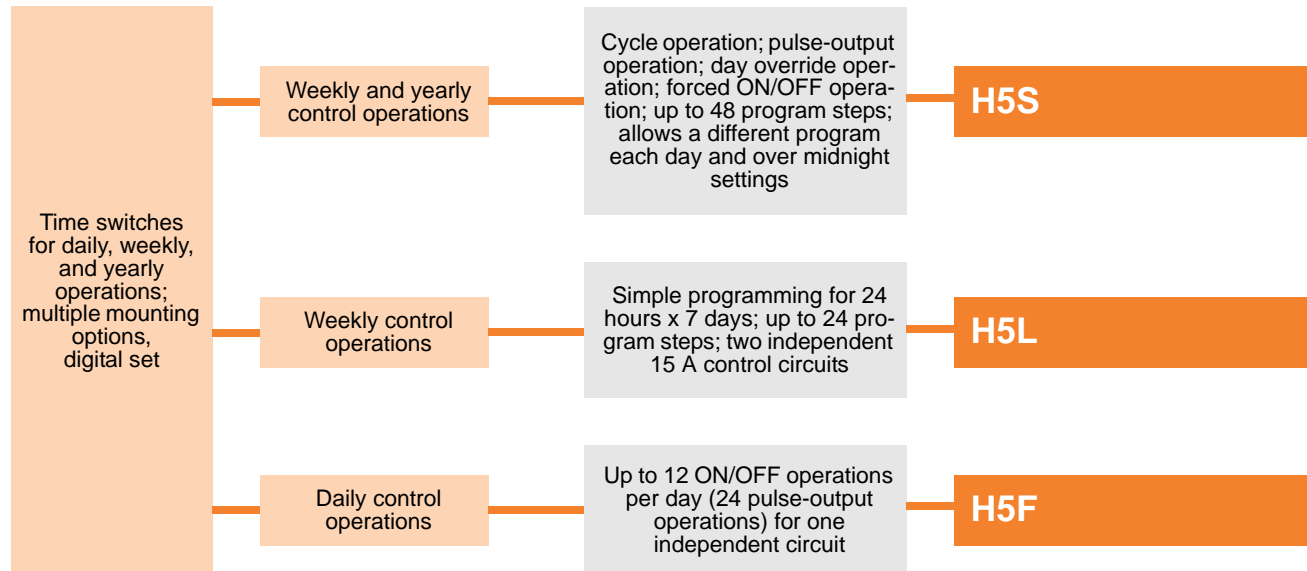 Time switches
for daily, weekly,
and yearly
operations;
multiple mounting
options,
digital set
Weekly and yearly
control operations
Cycle operation; pulse-output
operation; day override oper-
ation; forced ON/OFF opera-
tion; up to 48 program steps;
allows a different program
each day and over midnight
settings
H5S
Weekly control
operations
Simple programming for 24
hours x 7 days; up to 24 pro-
gram steps; two independent
15 A control circuits
H5L
Daily control
operations
Up to 12 ON/OFF operations
per day (24 pulse-output
operations) for one
independent circuit
H5F